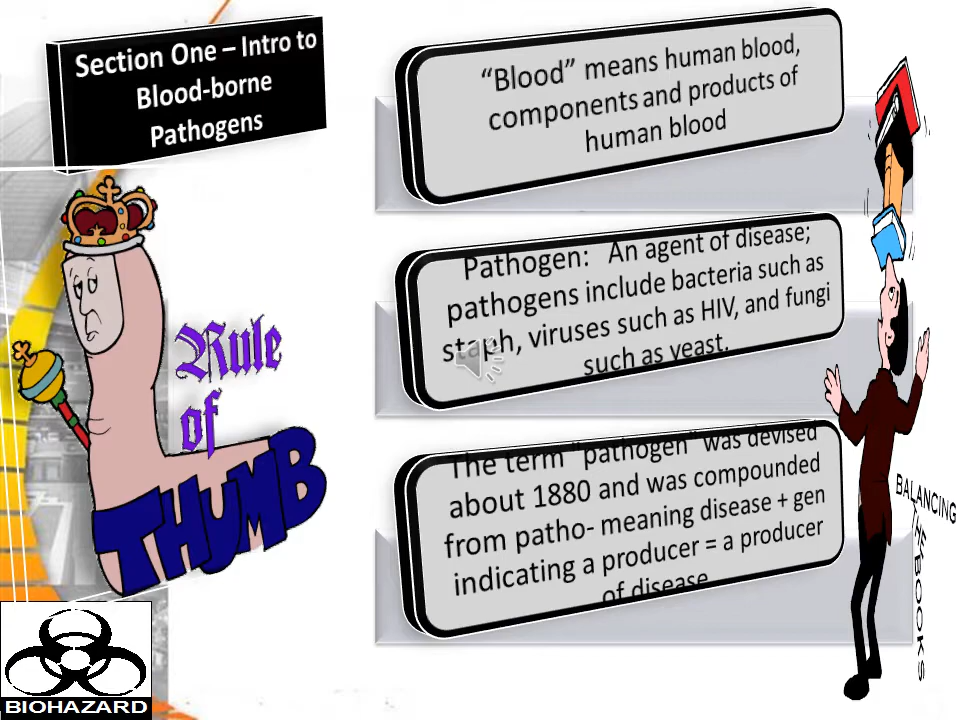 Section One – Intro to
Blood-borne
Pathogens
“Blood” means human blood,
components and products of
human blood
Pathogen:   An agent of disease;
pathogens include bacteria such as
staph, viruses such as HIV, and fungi
such as yeast.
The term “pathogen” was devised
about 1880 and was compounded
from patho- meaning disease + gen
indicating a producer = a producer
of disease
Rule
of
THUMB
BALANCING
THE BOOKS
BIOHAZARD